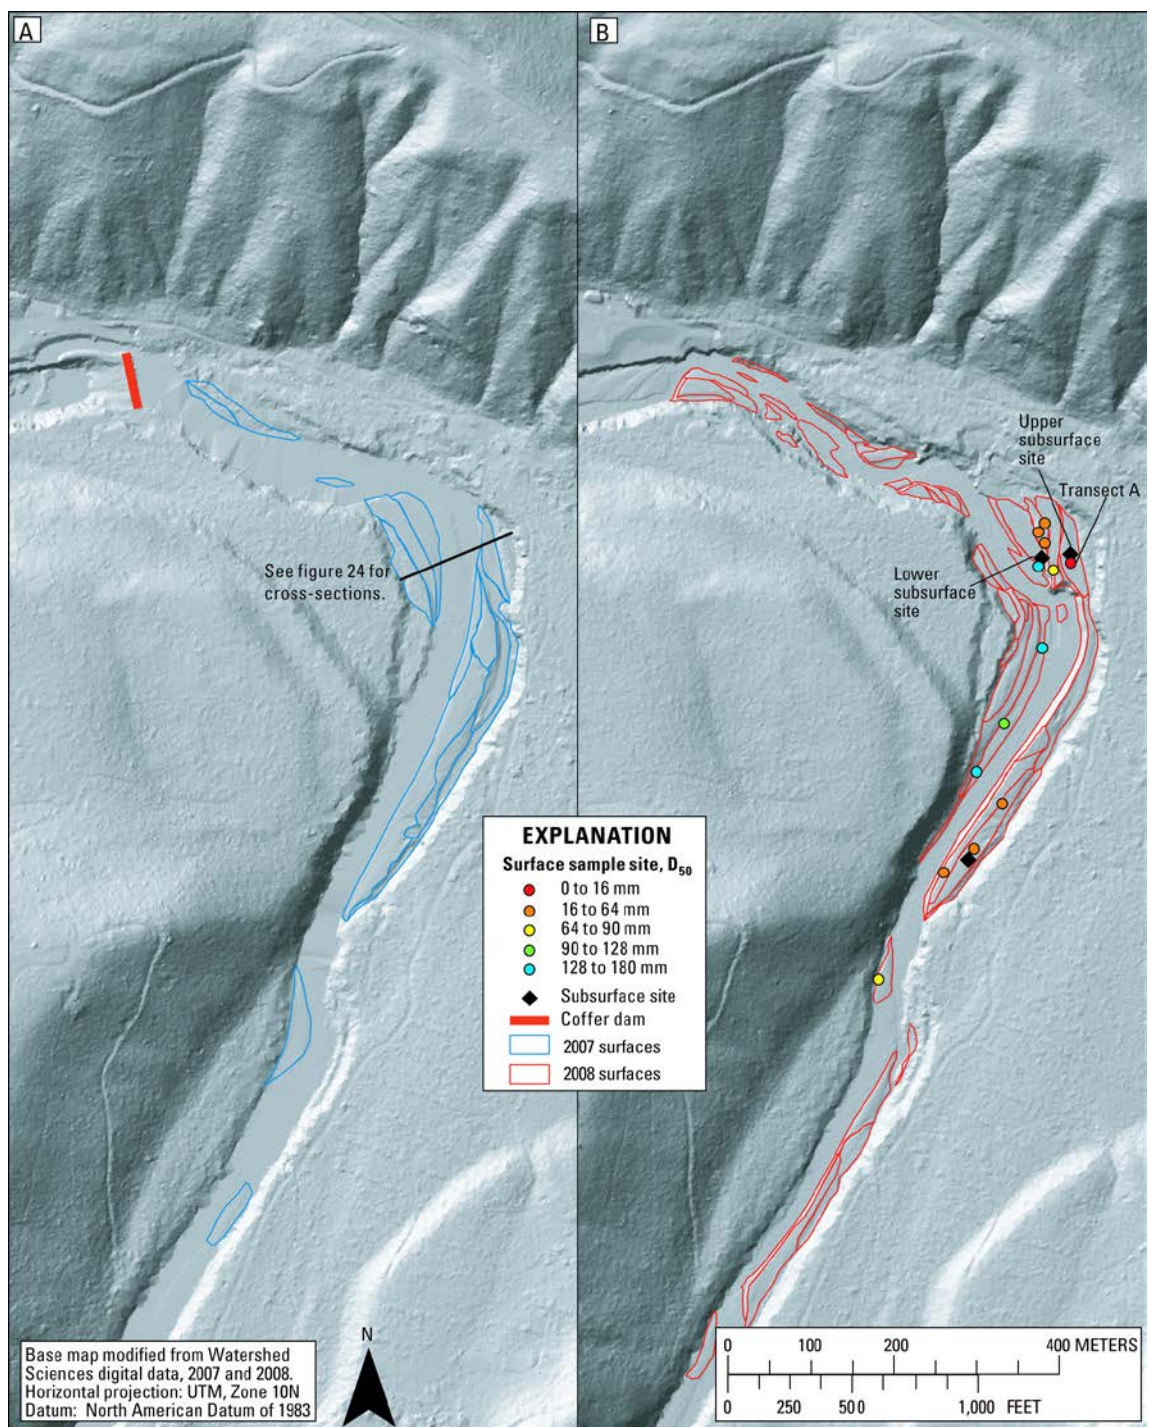 A
B
Upper
subsurface
site
Transect A
See figure 24 for
cross-sections.
Lower
subsurface
site
EXPLANATION
Surface sample site, D50
0 to 16 mm
16 to 64 mm
64 to 90 mm
90 to 128 mm
128 to 180 mm
Subsurface site
Coffer dam
2007 surfaces
2008 surfaces
N
Base map modified from Watershed
Sciences digital data, 2007 and 2008.
Horizontal projection: UTM, Zone 10N
Datum: North American Datum of 1983
0 100 200 400 METERS
0 250 500 1,000 FEET